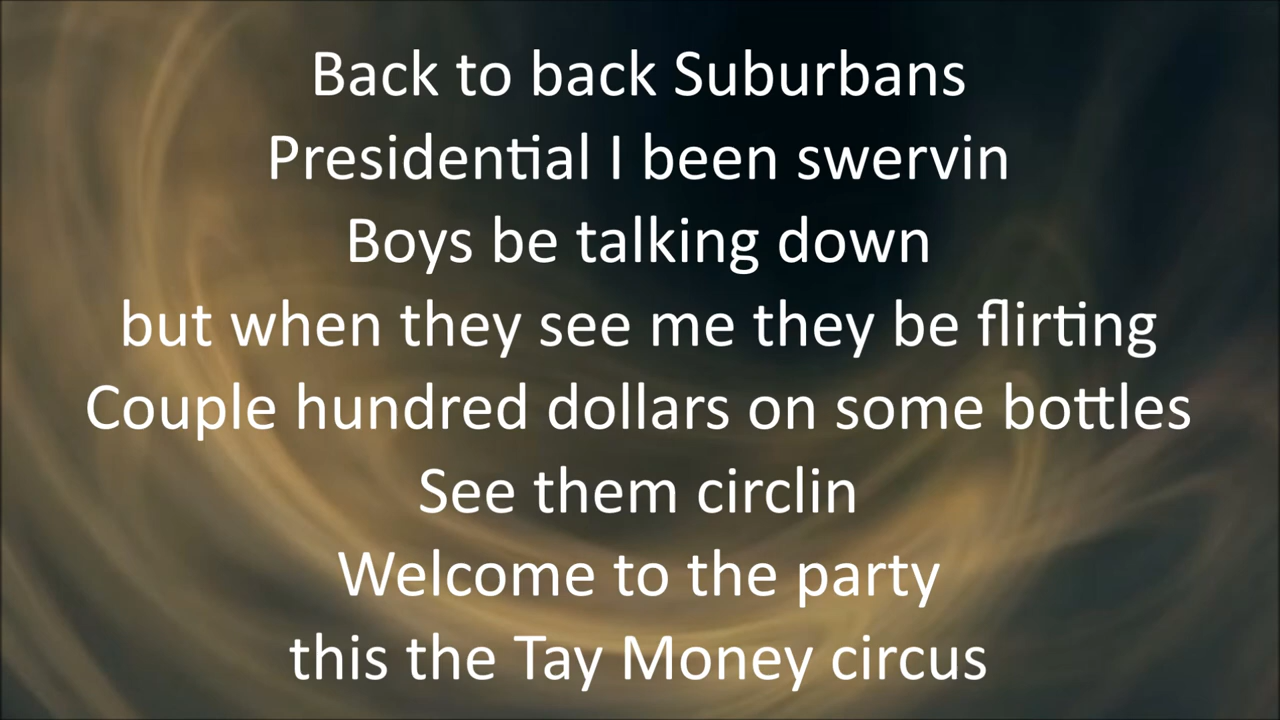 Back to back Suburbans
Presidential I been swervin
Boys be talking down
but when they see me they be flirting
Couple hundred dollars on some bottles
See them circlin
Welcome to the party
this the Tay Money circus